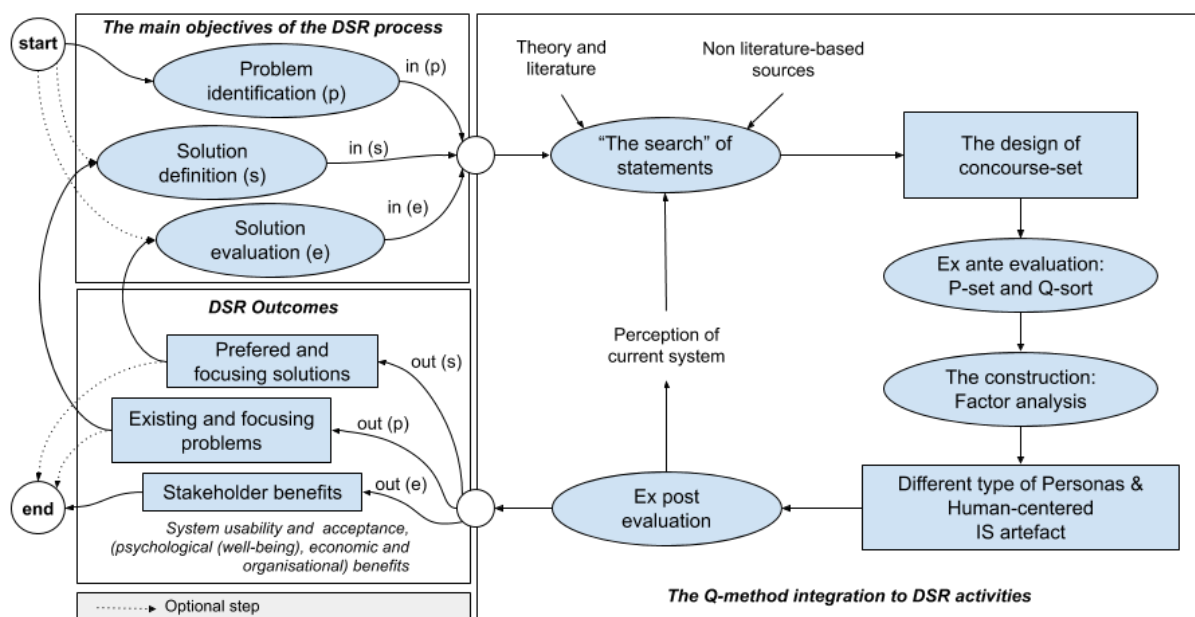 The main objectives of the DSR process
start
Problem
identification (p)
in (p)
Solution
definition (s)
in (s)
Solution
evaluation (e)
in (e)
DSR Outcomes
Prefered and
focusing solutions
out (s)
Existing and focusing
problems
out (p)
Stakeholder benefits
out (e)
end
System usability and acceptance,
(psychological (well-being), economic and
organisational) benefits
Optional step
Theory and
literature
Non literature-based
sources
“The search” of
statements
The design of
concourse-set
Ex ante evaluation:
P-set and Q-sort
Perception of
current system
The construction:
Factor analysis
Different type of Personas &
Human-centered
IS artefact
Ex post
evaluation
The Q-method integration to DSR activities